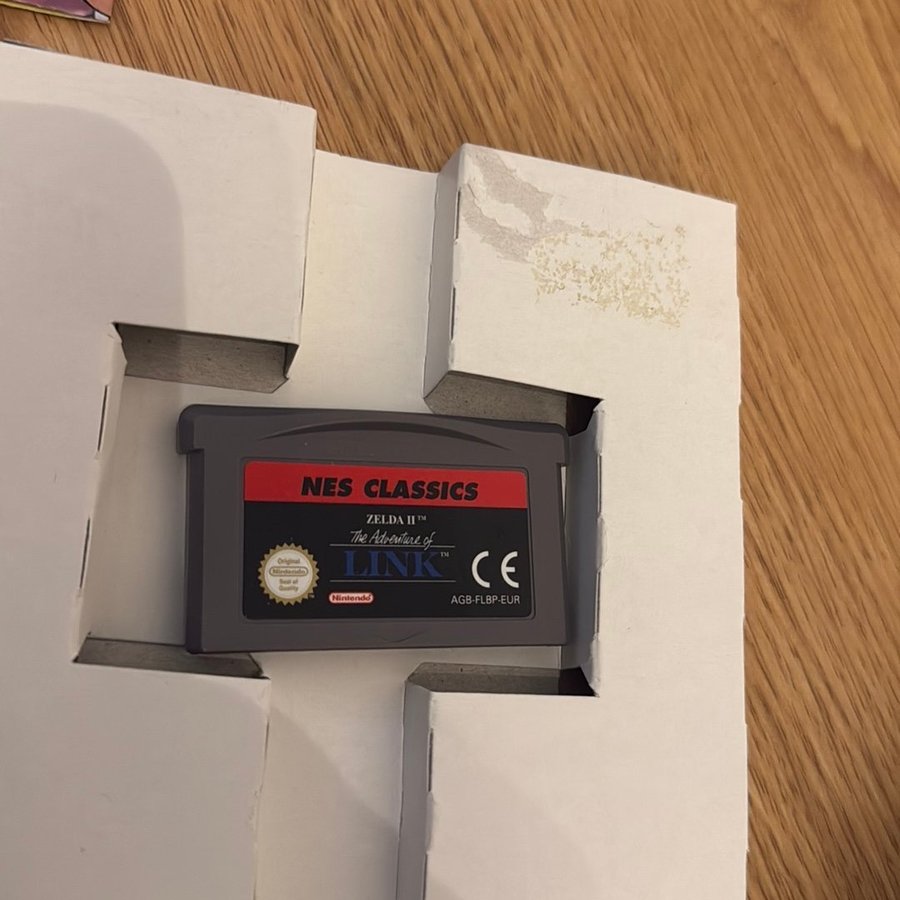 NES CLASSICS
ZELDA II™
The Adventure of
LINK™
Original
Nintendo
Seal of
Quality
Nintendo
CE
AGB-FLBP-EUR